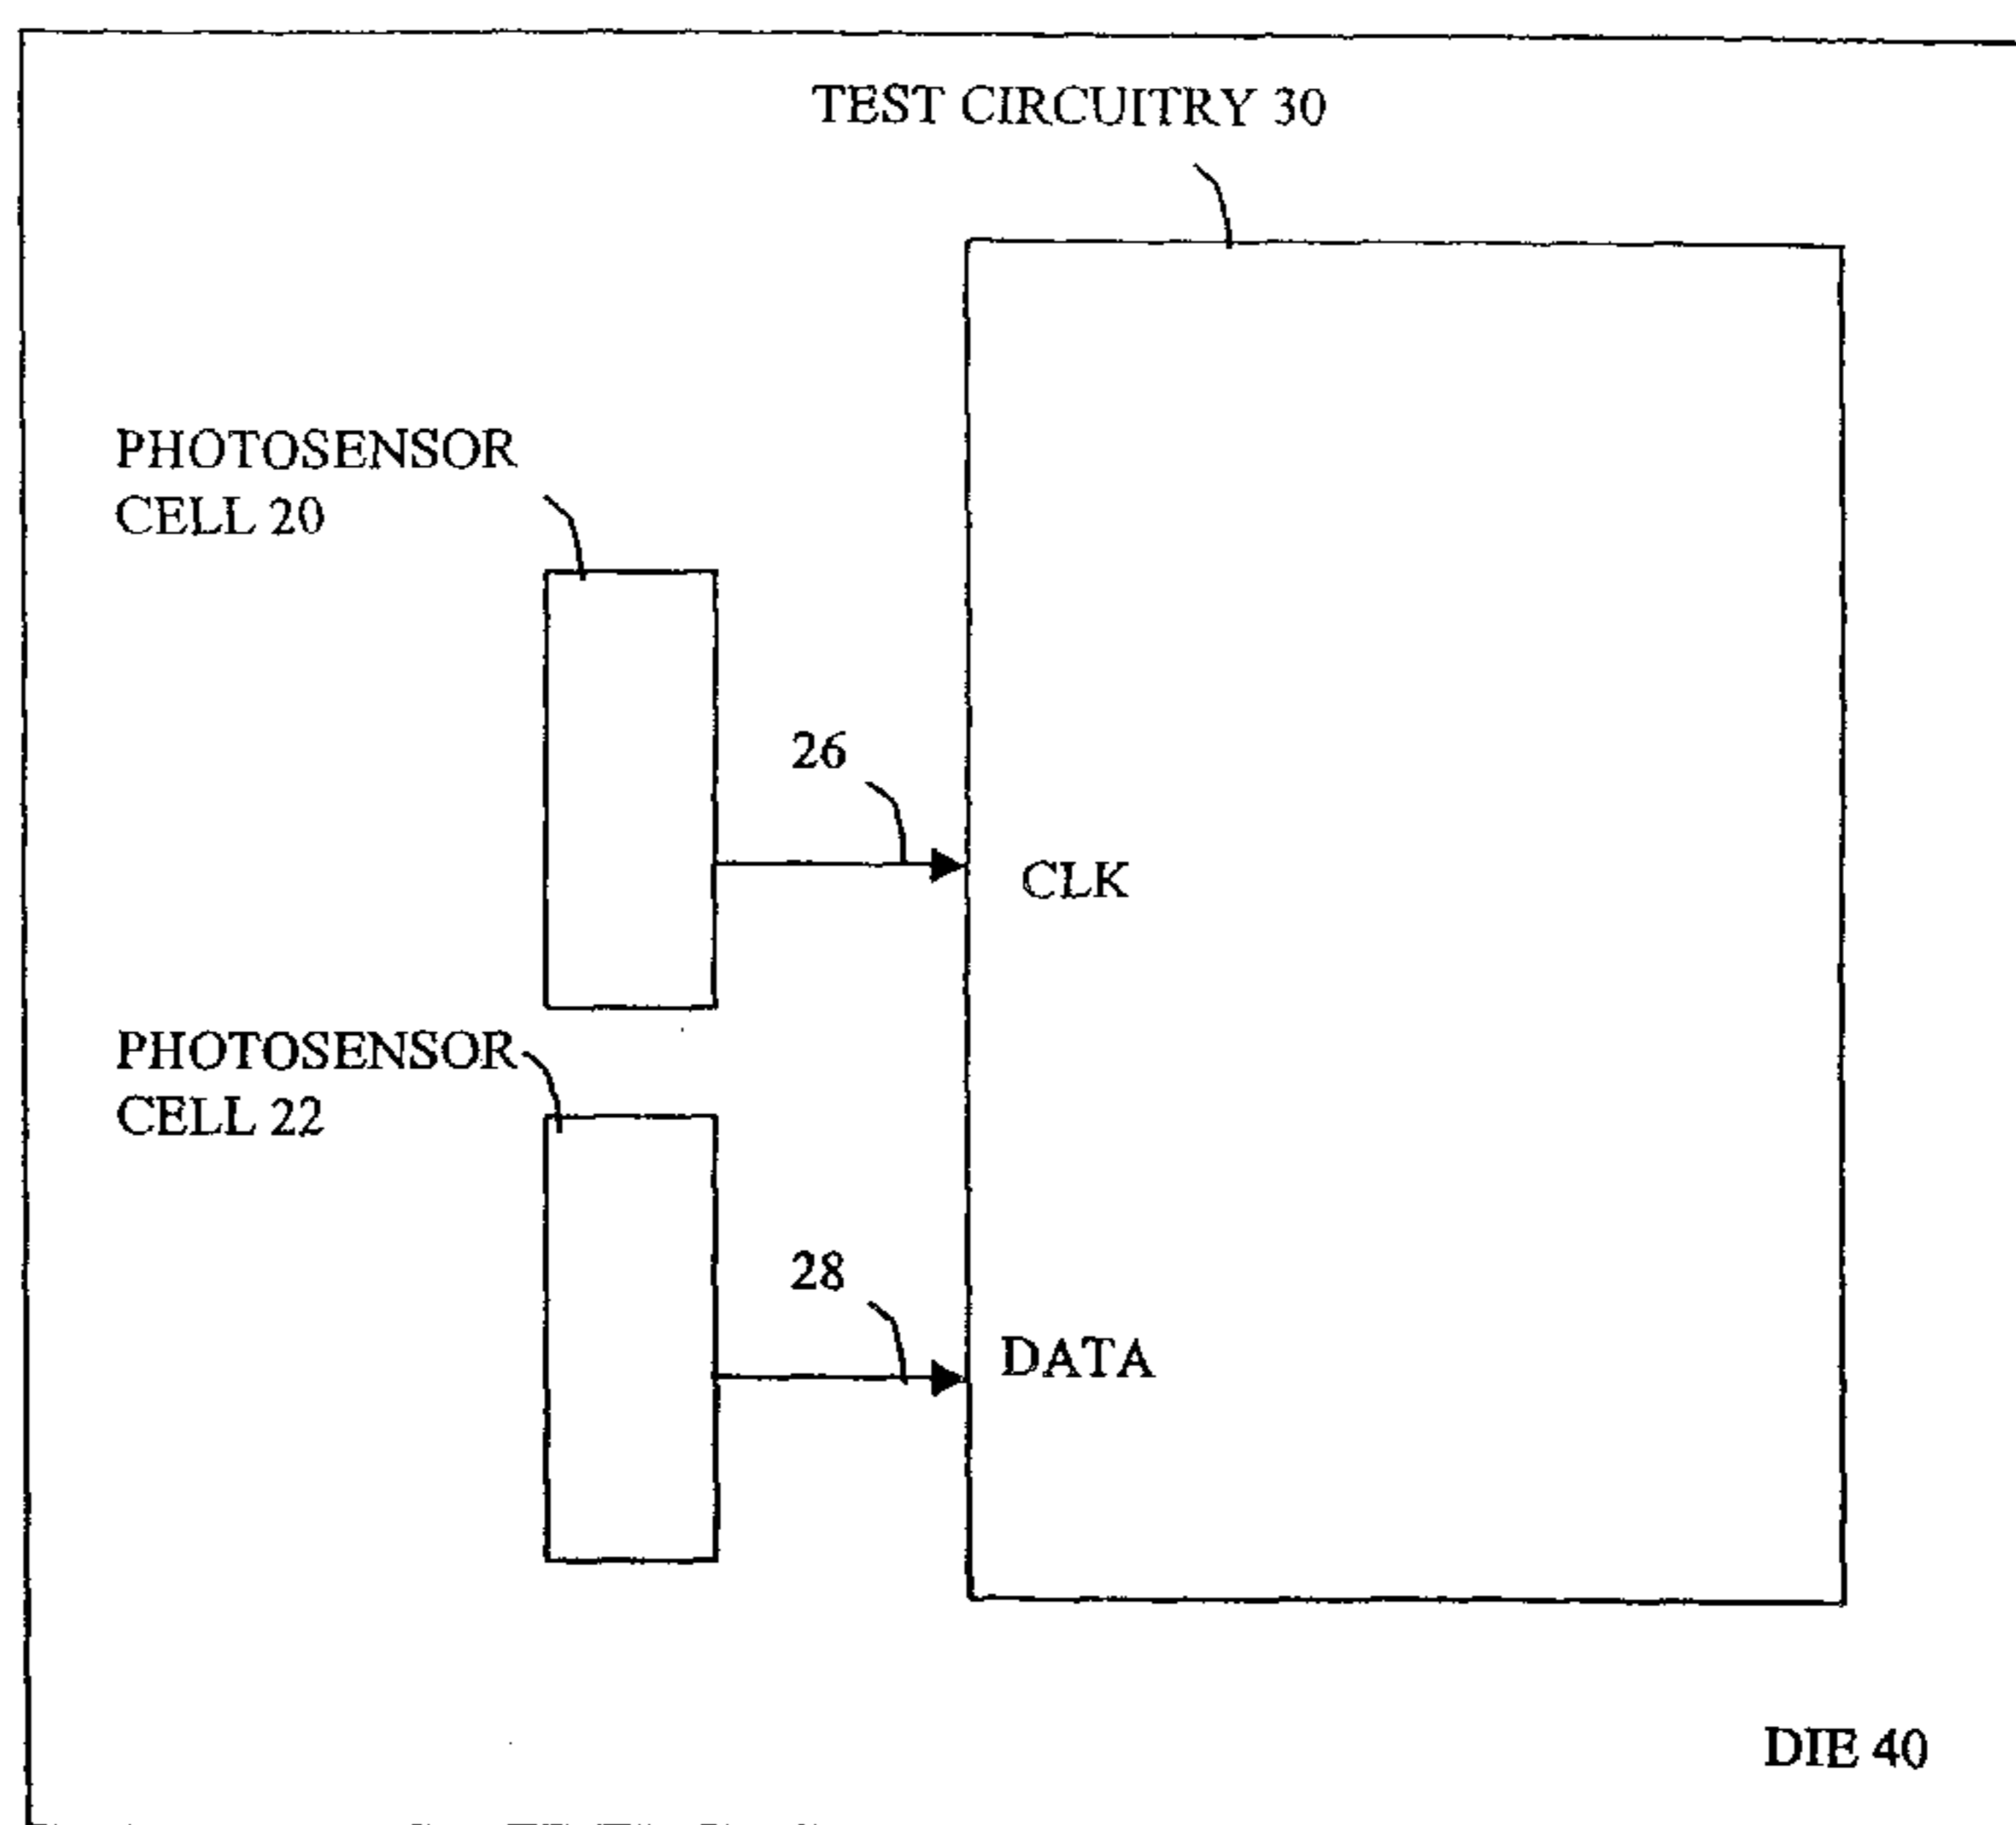 TEST CIRCUITRY 30
PHOTOSENSOR
CELL 20
26
CLK
PHOTOSENSOR
CELL 22
28
DATA
DIE 40